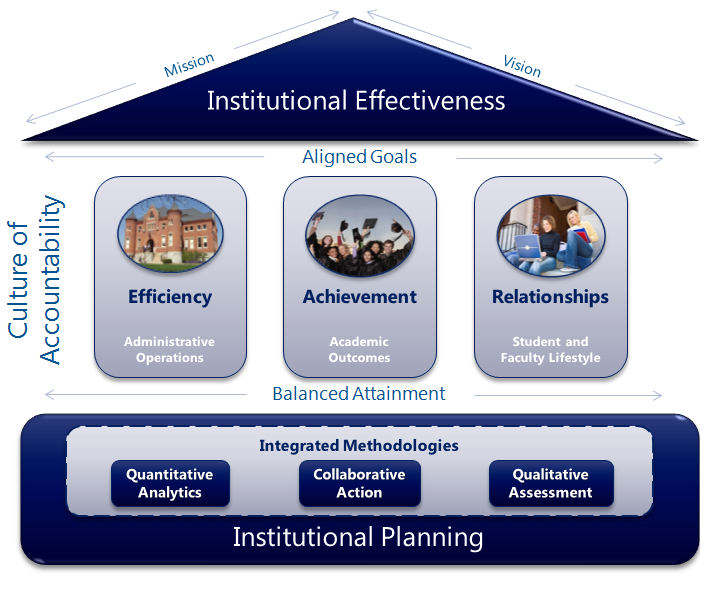 Mission
Vision
Institutional Effectiveness
Aligned Goals
Culture of
Accountability
Efficiency
Administrative
Operations
Achievement
Academic
Outcomes
Relationships
Student and
Faculty Lifestyle
Balanced Attainment
Integrated Methodologies
Quantitative
Analytics
Collaborative
Action
Qualitative
Assessment
Institutional Planning